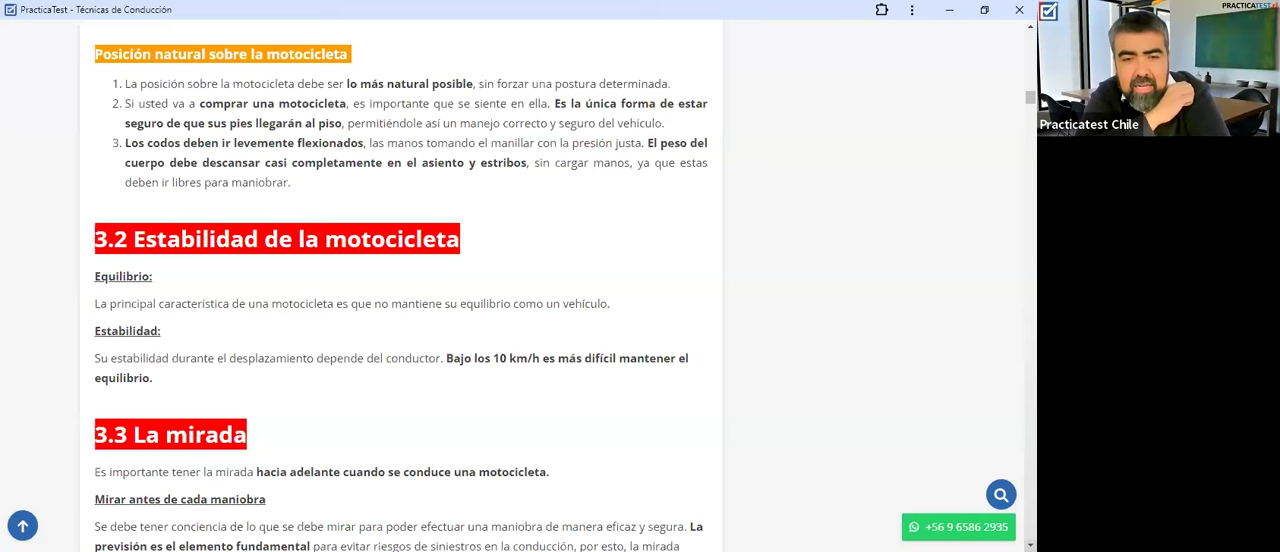 PracticaTest - Técnicas de Conducción
PRACTICATEST.cl
Posición natural sobre la motocicleta
1. La posición sobre la motocicleta debe ser lo más natural posible, sin forzar una postura determinada.
2. Si usted va a comprar una motocicleta, es importante que se siente en ella. Es la única forma de estar
seguro de que sus pies llegarán al piso, permitiéndole así un manejo correcto y seguro del vehículo.
3. Los codos deben ir levemente flexionados, las manos tomando el manillar con la presión justa. El peso del
cuerpo debe descansar casi completamente en el asiento y estribos, sin cargar manos, ya que estas
deben ir libres para maniobrar.
Practicatest Chile
3.2 Estabilidad de la motocicleta
Equilibrio:
La principal característica de una motocicleta es que no mantiene su equilibrio como un vehículo.
Estabilidad:
Su estabilidad durante el desplazamiento depende del conductor. Bajo los 10 km/h es más difícil mantener el
equilibrio.
3.3 La mirada
Es importante tener la mirada hacia adelante cuando se conduce una motocicleta.
Mirar antes de cada maniobra
Se debe tener conciencia de lo que se debe mirar para poder efectuar una maniobra de manera eficaz y segura. La
previsión es el elemento fundamental para evitar riesgos de siniestros en la conducción, por esto, la mirada
+56 9 6586 2935